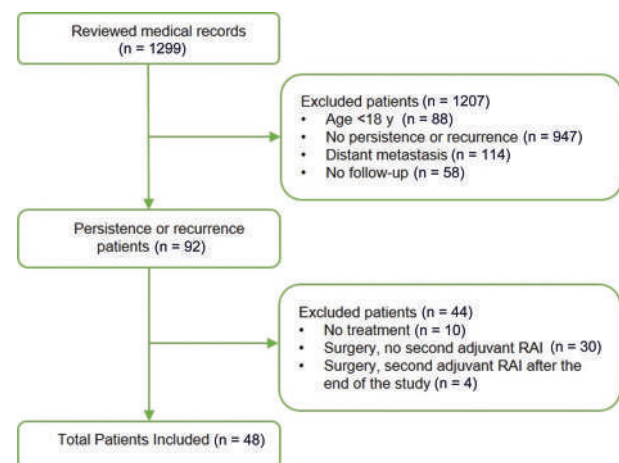 Reviewed medical records
(n = 1299)
Excluded patients (n = 1207)
• Age <18 y (n = 88)
• No persistence or recurrence (n = 947)
• Distant metastasis (n = 114)
• No follow-up (n = 58)
Persistence or recurrence
patients (n = 92)
Excluded patients (n = 44)
• No treatment (n = 10)
• Surgery, no second adjuvant RAI (n = 30)
• Surgery, second adjuvant RAI after the
end of the study (n = 4)
Total Patients Included (n = 48)